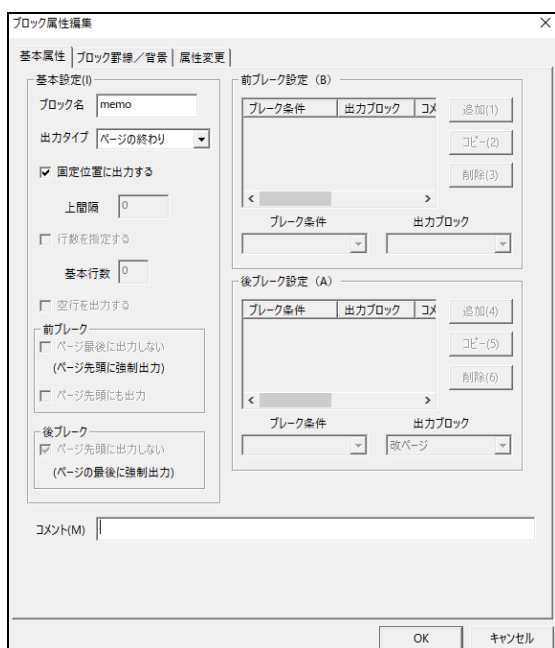 ブロック属性編集
基本属性 ブロック罫線／背景 属性変更
基本設定(I)
ブロック名 memo
出力タイプ ページの終わり
固定位置に出力する
上間隔 0
行数を指定する
基本行数 0
空行を出力する
前ブレーク
ページ最後に出力しない
(ページ先頭に強制出力)
ページ先頭にも出力
後ブレーク
ページ先頭に出力しない
(ページの最後に強制出力)
前ブレーク設定 (B)
ブレーク条件 出力ブロック コメ
追加(1)
コピー(2)
削除(3)
ブレーク条件 出力ブロック
後ブレーク設定 (A)
ブレーク条件 出力ブロック コメ
追加(4)
コピー(5)
削除(6)
ブレーク条件 出力ブロック
改ページ
コメント(M)
OK キャンセル